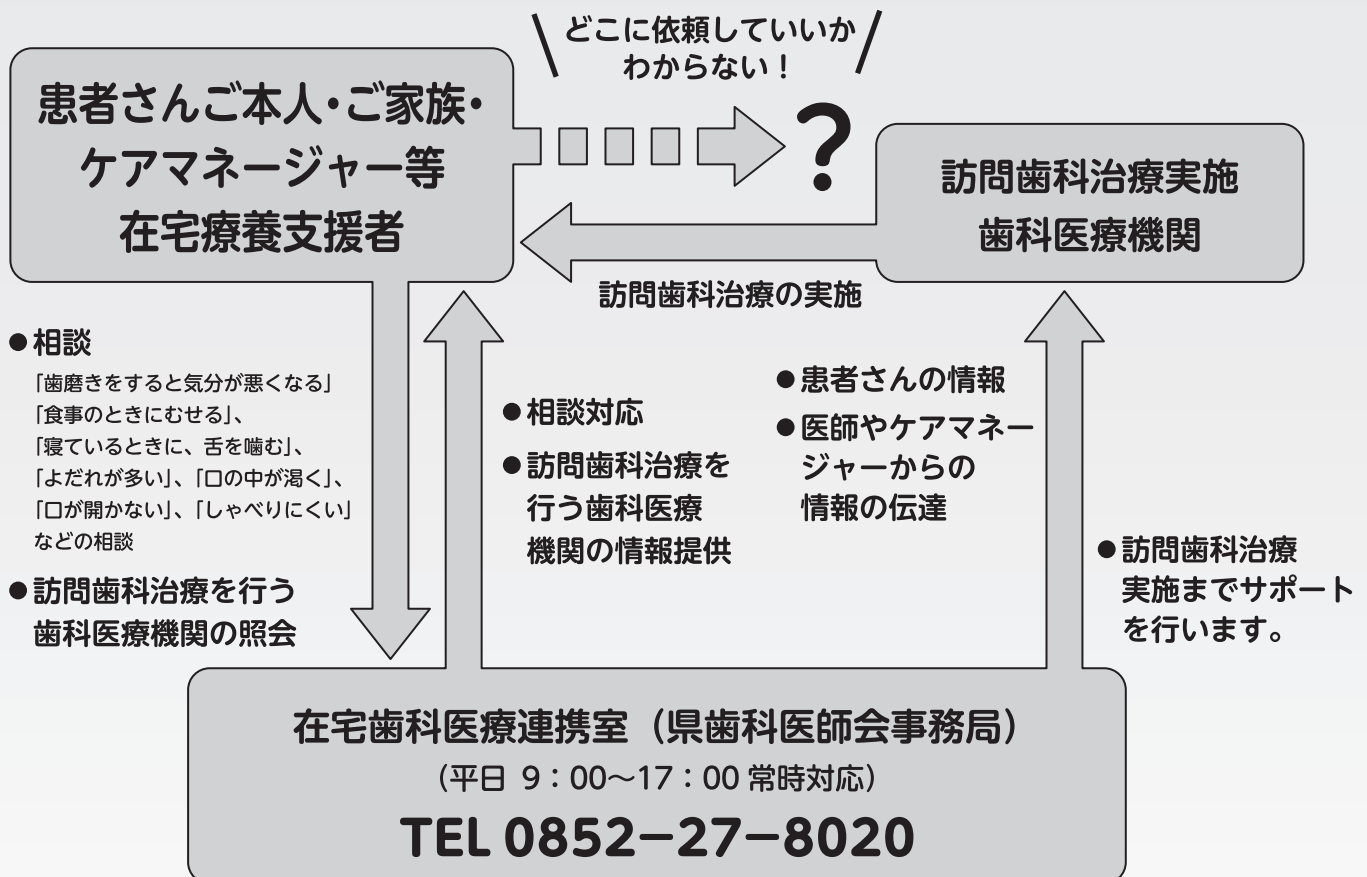 どこに依頼していいか
わからない！
患者さんご本人・ご家族・
ケアマネージャー等
在宅療養支援者
?
訪問歯科治療実施
歯科医療機関
訪問歯科治療の実施
●相談
「歯磨きをすると気分が悪くなる」
「食事のときにむせる」、
「寝ているときに、舌を噛む」、
「よだれが多い」、「口の中が渇く」、
「口が開かない」、「しゃべりにくい」
などの相談
●訪問歯科治療を行う
歯科医療機関の照会
●相談対応
●訪問歯科治療を
行う歯科医療
機関の情報提供
●患者さんの情報
●医師やケアマネー
ジャーからの
情報の伝達
●訪問歯科治療
実施までサポート
を行います。
在宅歯科医療連携室（県歯科医師会事務局）
（平日 9：00〜17：00 常時対応）
TEL 0852−27−8020